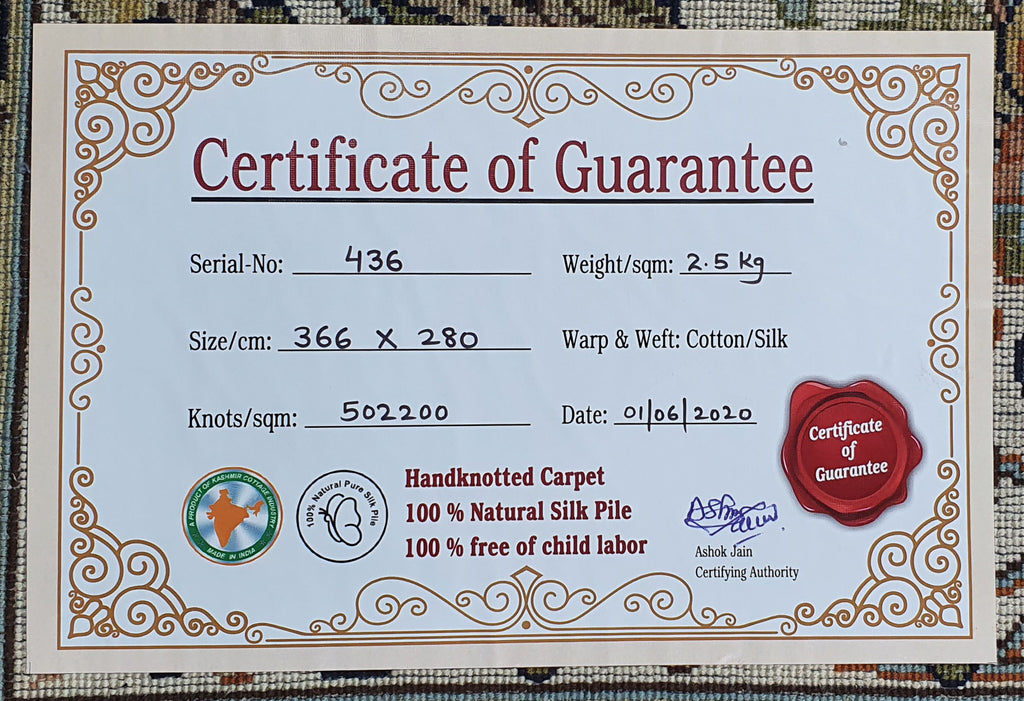 Certificate of Guarantee
Serial-No: 436 Weight/sqm: 2.5 kg
Size/cm: 366 X 280 Warp & Weft: Cotton/Silk
Knots/sqm: 502200 Date: 01/06/2020
Certificate
of
Guarantee
A PRODUCT OF KASHMIR COTTAGE INDUSTRY
MADE IN INDIA
100% Natural Pure Silk Pile
Handknotted Carpet
100 % Natural Silk Pile
100 % free of child labor
Ashok Jain
Ashok Jain
Certifying Authority